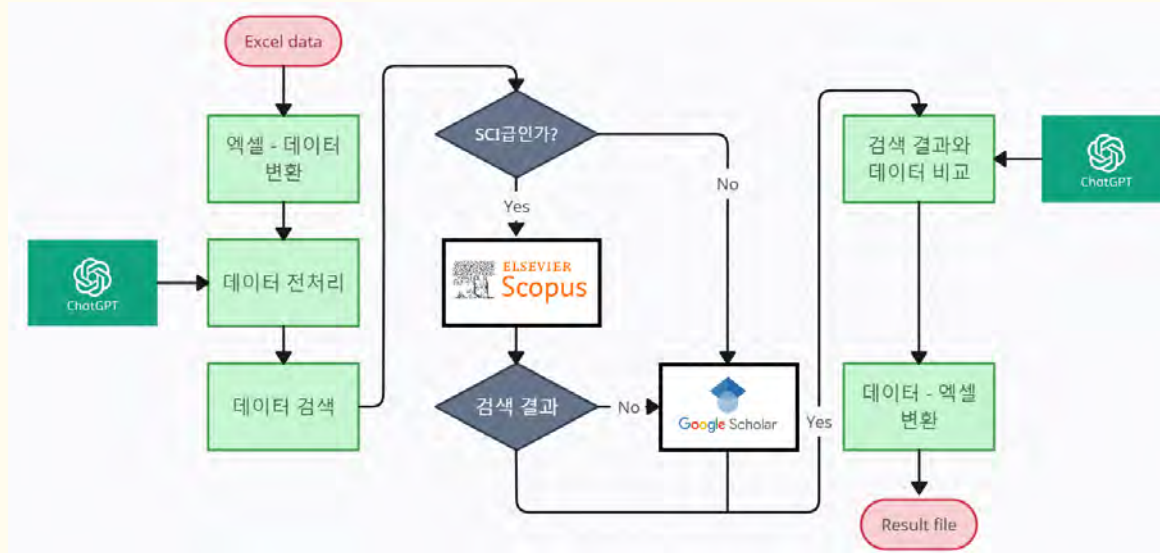 Excel data
엑셀 - 데이터
변환
ChatGPT
데이터 전처리
데이터 검색
SCI급인가?
Yes
No
ELSEVIER
Scopus
검색 결과
No
Google Scholar
Yes
검색 결과와
데이터 비교
ChatGPT
데이터 - 엑셀
변환
Result file